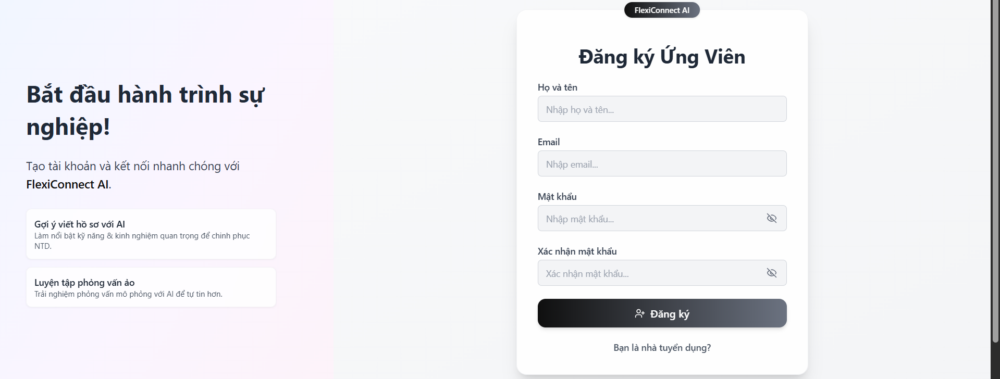 Bắt đầu hành trình sự
nghiệp!
Tạo tài khoản và kết nối nhanh chóng với
FlexiConnect AI.
Gợi ý viết hồ sơ với AI
Làm nổi bật kỹ năng & kinh nghiệm quan trọng để chinh phục
NTD.
Luyện tập phỏng vấn ảo
Trải nghiệm phỏng vấn mô phỏng với AI để tự tin hơn.
FlexiConnect AI
Đăng ký Ứng Viên
Họ và tên
Nhập họ và tên...
Email
Nhập email...
Mật khẩu
Nhập mật khẩu...
Xác nhận mật khẩu
Xác nhận mật khẩu...
Đăng ký
Bạn là nhà tuyển dụng?